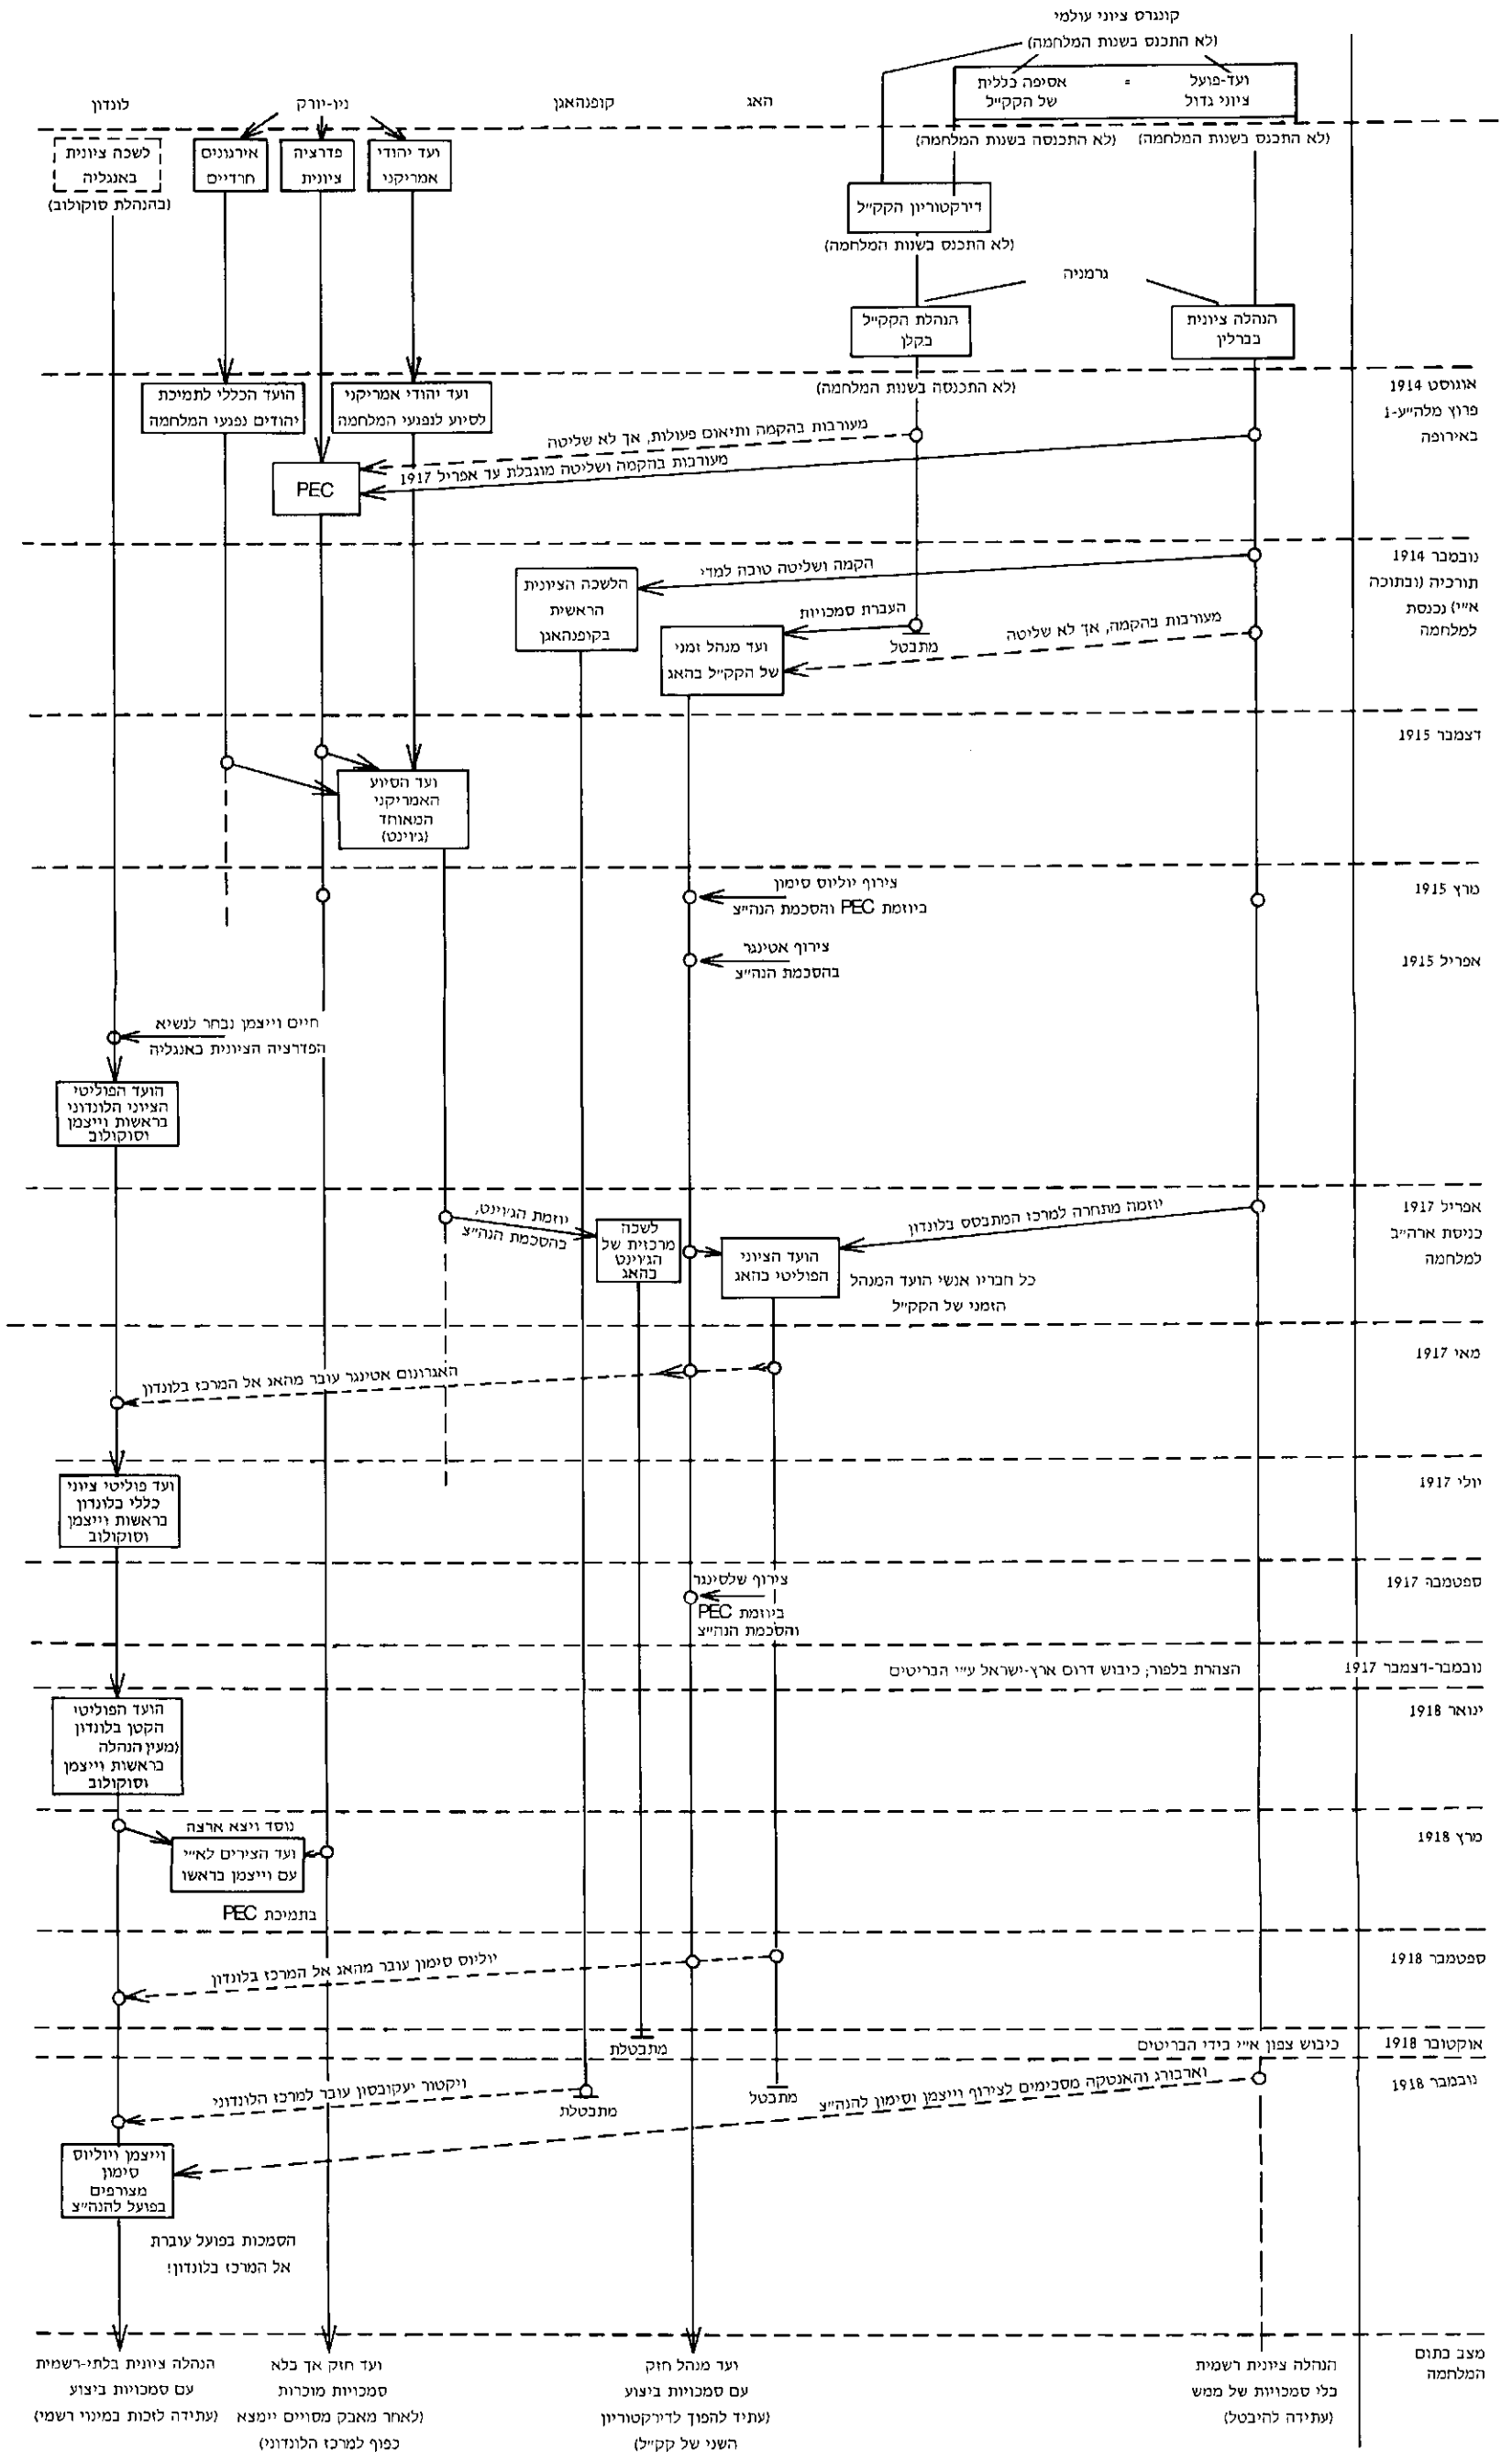 קונגרס ציוני עולמי
(לא התכנס בשנות המלחמה)
ועד-פועל = אסיפה כללית
ציוני גדול של הקק״ל
האג
קופנהאגן
ניו-יורק
לונדון
(לא התכנס בשנות המלחמה)
(לא התכנסה בשנות המלחמה)
ועד יהודי
אמריקני
פדרציה
ציונית
אירגונים
חרדיים
לשכה ציונית
באנגליה
(בהנהלת סוקולוב)
דירקטוריון הקק״ל
(לא התכנס בשנות המלחמה)
גרמניה
הנהלה ציונית
בברלין
הנהלת הקק״ל
בקלן
(לא התכנסה בשנות המלחמה)
אוגוסט 1914
פרוץ מלה״ע-1
באירופה
ועד יהודי אמריקני
לסיוע לנפגעי המלחמה
הועד הכללי לתמיכת
יהודים נפגעי המלחמה
מעורבות בהקמה ותיאום פעולות, אך לא שליטה
מעורבות בהקמה ושליטה מוגבלת עד אפריל 1917
PEC
נובמבר 1914
תורכיה (ובתוכה
א״י) נכנסת
למלחמה
הקמה ושליטה טובה למדי
הלשכה הציונית
הראשית
בקופנהאגן
העברת סמכויות
מתבטל
מעורבות בהקמה, אך לא שליטה
ועד מנהל זמני
של הקק״ל בהאג
דצמבר 1915
ועד הסיוע
האמריקני
המאוחד
(ג׳וינט)
מרץ 1915
צירוף יוליוס סימון
ביוזמת PEC והסכמת הנה״צ
אפריל 1915
צירוף אטינגר
בהסכמת הנה״צ
חיים וייצמן נבחר לנשיא
הפדרציה הציונית באנגליה
הועד הפוליטי
הציוני הלונדוני
בראשות וייצמן
וסוקולוב
אפריל 1917
כניסת ארה״ב
למלחמה
יוזמה מתחרה למרכז המתבסס בלונדון
יוזמת הג׳וינט,
בהסכמת הנה״צ
לשכה
מרכזית של
הג׳וינט
בהאג
הועד הציוני
הפוליטי בהאג
כל חבריו אנשי הועד המנהל
הזמני של הקק״ל
מאי 1917
האגרונום אטינגר עובר מהאג אל המרכז בלונדון
יולי 1917
ועד פוליטי ציוני
כללי בלונדון
בראשות וייצמן
וסוקולוב
ספטמבר 1917
צירוף שלסינגר
ביוזמת PEC
והסכמת הנה״צ
נובמבר-דצמבר 1917
הצהרת בלפור; כיבוש דרום ארץ-ישראל ע״י הבריטים
ינואר 1918
הועד הפוליטי
הקטן בלונדון
(מעין הנהלה
בראשות וייצמן
וסוקולוב
מרץ 1918
נוסד ויצא ארצה
ועד הצירים לא״י
עם וייצמן בראשו
בתמיכת PEC
ספטמבר 1918
יוליוס סימון עובר מהאג אל המרכז בלונדון
אוקטובר 1918
כיבוש צפון א״י בידי הבריטים
מתבטלת
נובמבר 1918
וארבורג והאנטקה מסכימים לצירוף וייצמן וסימון להנה״צ
מתבטל
מתבטלת
ויקטור יעקובסון עובר למרכז הלונדוני
וייצמן ויוליוס
סימון
מצורפים
בפועל להנה״צ
הסמכות בפועל עוברת
אל המרכז בלונדון!
מצב בתום
המלחמה
הנהלה ציונית רשמית
בלי סמכויות של ממש
(עתידה להיבטל)
ועד מנהל חזק
עם סמכויות ביצוע
(עתיד להפוך לדירקטוריון
השני של קק״ל)
ועד חזק אך בלא
סמכויות מוכרות
(לאחר מאבק מסויים יימצא
כפוף למרכז הלונדוני)
הנהלה ציונית בלתי-רשמית
עם סמכויות ביצוע
(עתידה לזכות במינוי רשמי)